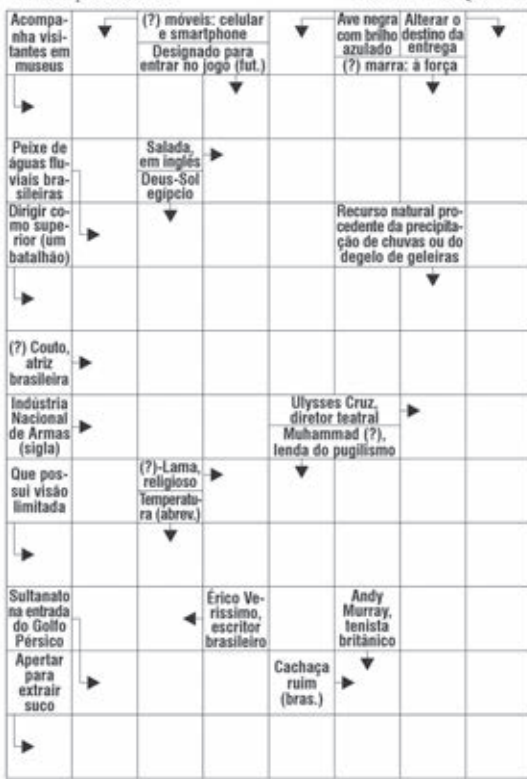 Acompa-
nha visi-
tantes em
museus
(?) móveis: celular
e smartphone
Designado para
entrar no jogo (fut.)
Ave negra
com brilho
azulado
Alterar o
destino da
entrega
(?) marra: à força
Peixe de
águas flu-
viais bra-
sileiras
Salada,
em inglês
Deus-Sol
egípcio
Dirigir co-
mo supe-
rior (um
batalhão)
Recurso natural pro-
cedente da precipita-
ção de chuvas ou do
degelo de geleiras
(?) Couto,
atriz
brasileira
Indústria
Nacional
de Armas
(sigla)
Ulysses Cruz,
diretor teatral
Muhammad (?),
lenda do pugilismo
Que pos-
sui visão
limitada
(?)-Lama,
religioso
Temperatu-
ra (abrev.)
Sultanato
na entrada
do Golfo
Pérsico
Érico Ve-
rissimo,
escritor
brasileiro
Andy
Murray,
tenista
britânico
Apertar
para
extrair
suco
Cachaça
ruim
(bras.)